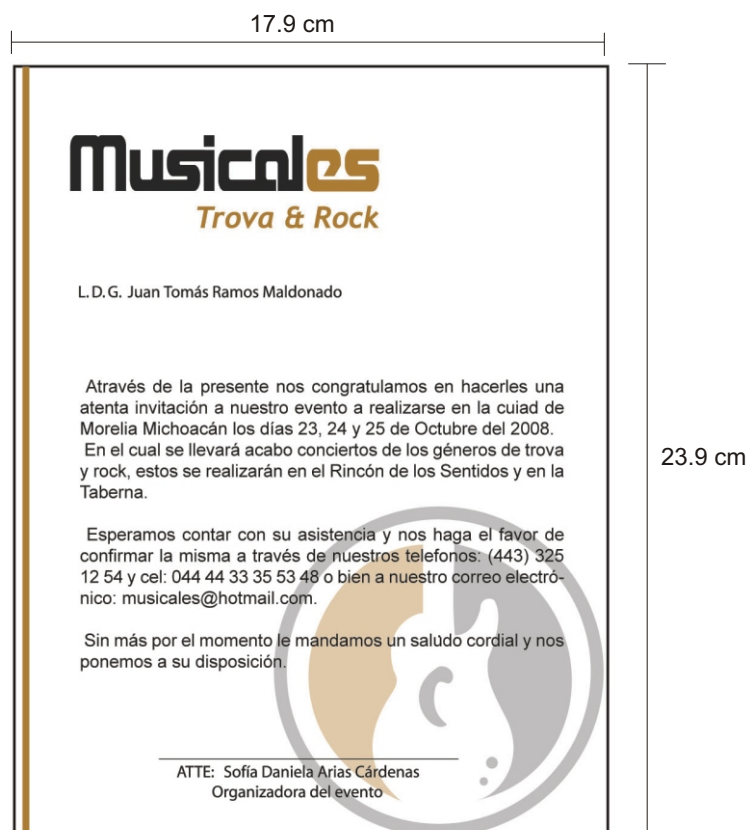 17.9 cm
Musicales
Trova & Rock
L.D.G. Juan Tomás Ramos Maldonado
Através de la presente nos congratulamos en hacerles una
atenta invitación a nuestro evento a realizarse en la cuiad de
Morelia Michoacán los días 23, 24 y 25 de Octubre del 2008.
En el cual se llevará acabo conciertos de los géneros de trova
y rock, estos se realizarán en el Rincón de los Sentidos y en la
Taberna.
23.9 cm
Esperamos contar con su asistencia y nos haga el favor de
confirmar la misma a través de nuestros telefonos: (443) 325
12 54 y cel: 044 44 33 35 53 48 o bien a nuestro correo electró-
nico: musicales@hotmail.com.
Sin más por el momento le mandamos un saludo cordial y nos
ponemos a su disposición.
ATTE: Sofía Daniela Arias Cárdenas
Organizadora del evento